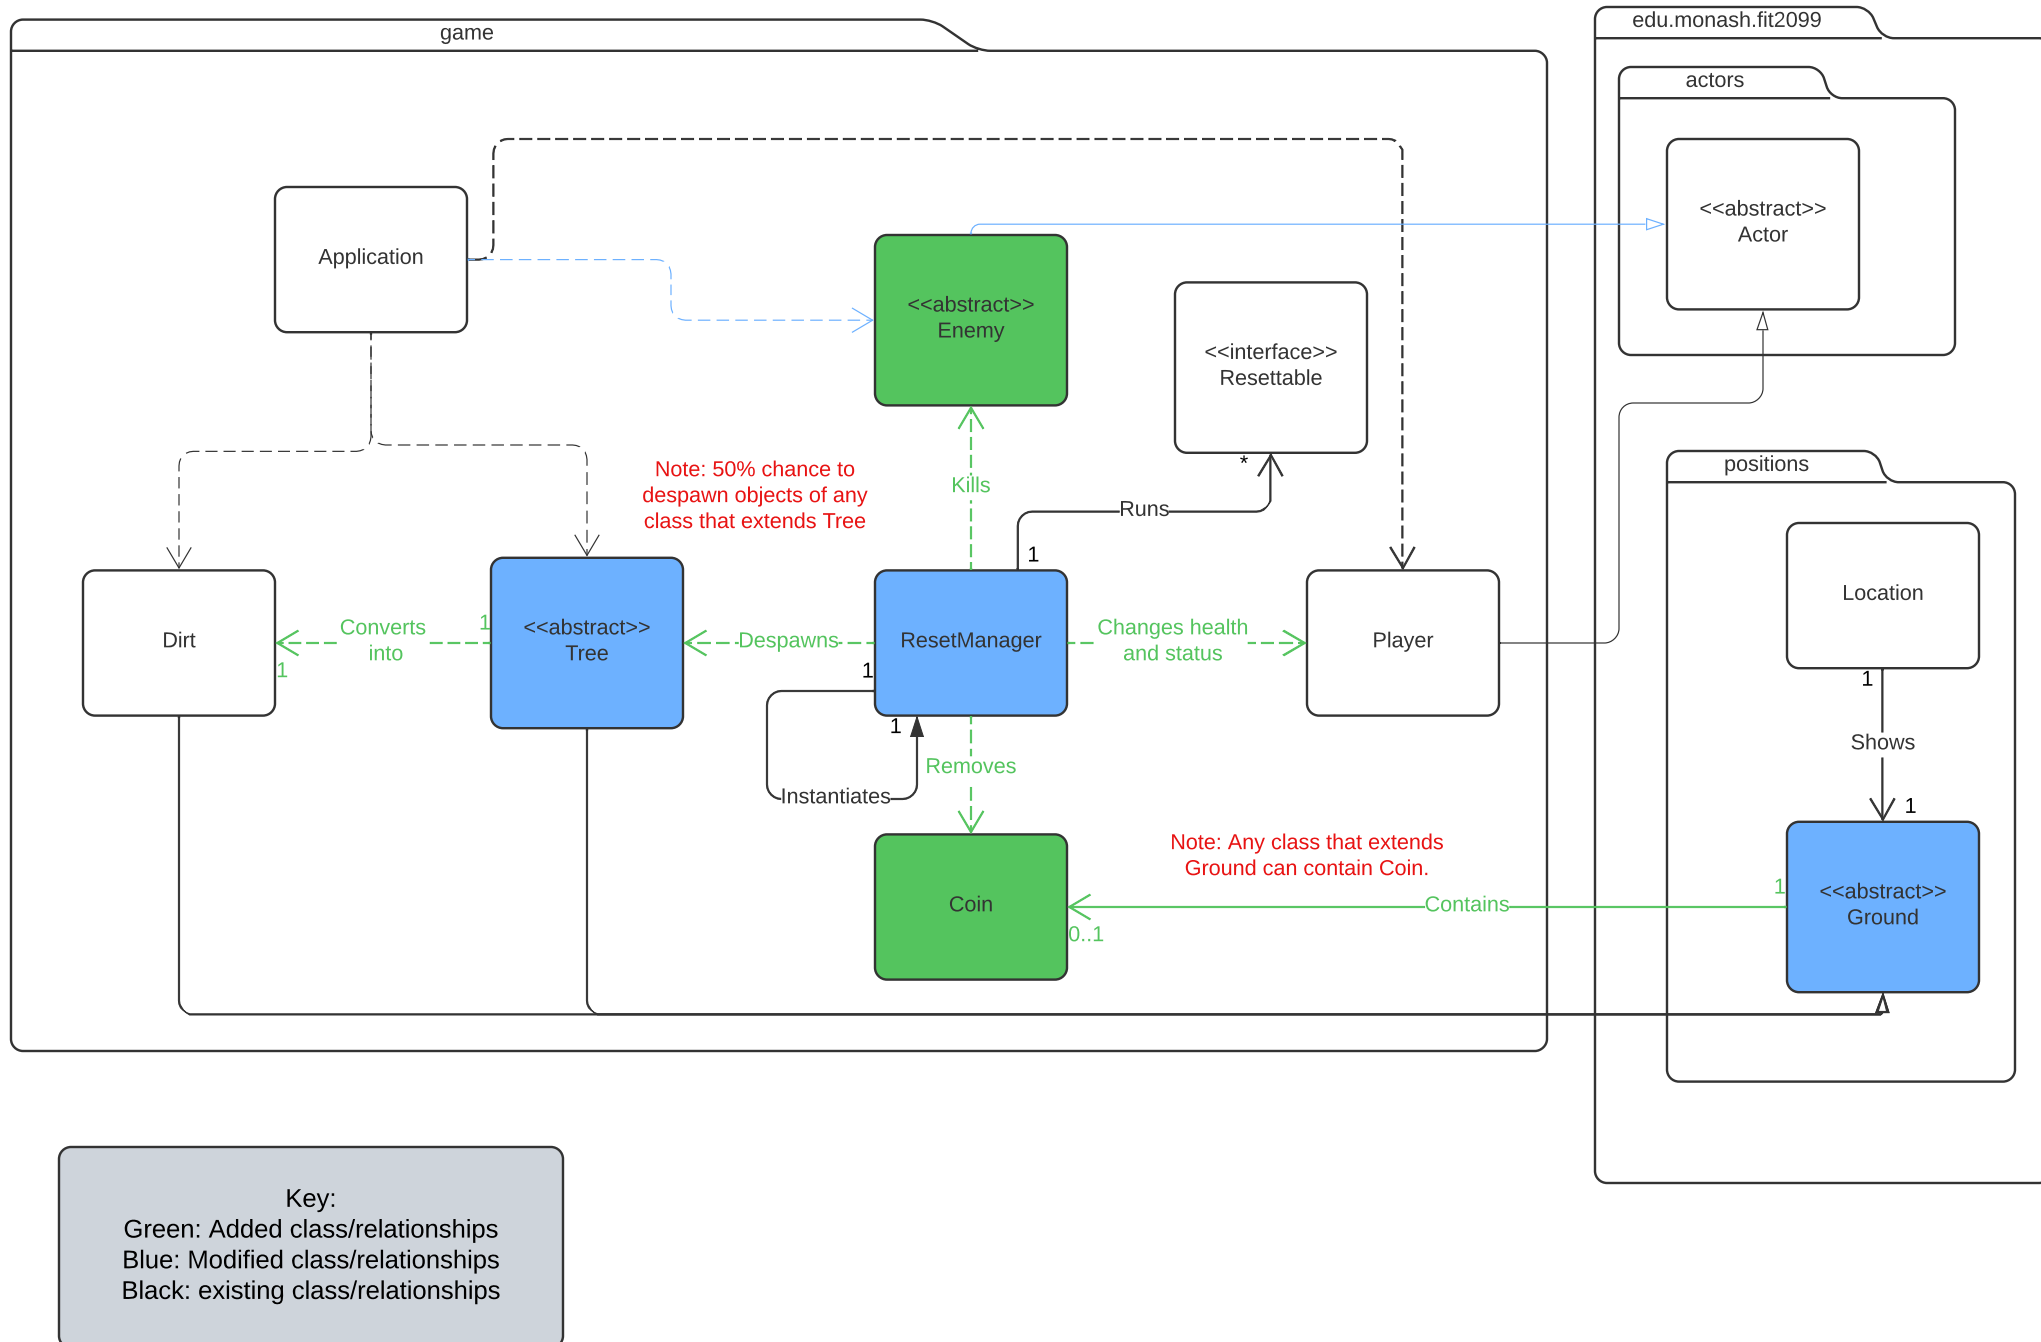 game
edu.monash.fit2099
actors
<<abstract>>
Actor
Application
<<abstract>>
Enemy
<<interface>>
Resettable
*
positions
Note: 50% chance to
despawn objects of any
class that extends Tree
Kills
Runs
1
Location
Dirt
Converts
into
1
1
<<abstract>>
Tree
Despawns
ResetManager
Changes health
and status
Player
1
1
Instantiates
Removes
1
Shows
1
Note: Any class that extends
Ground can contain Coin.
Coin
0..1
Contains
1
<<abstract>>
Ground
Key:
Green: Added class/relationships
Blue: Modified class/relationships
Black: existing class/relationships